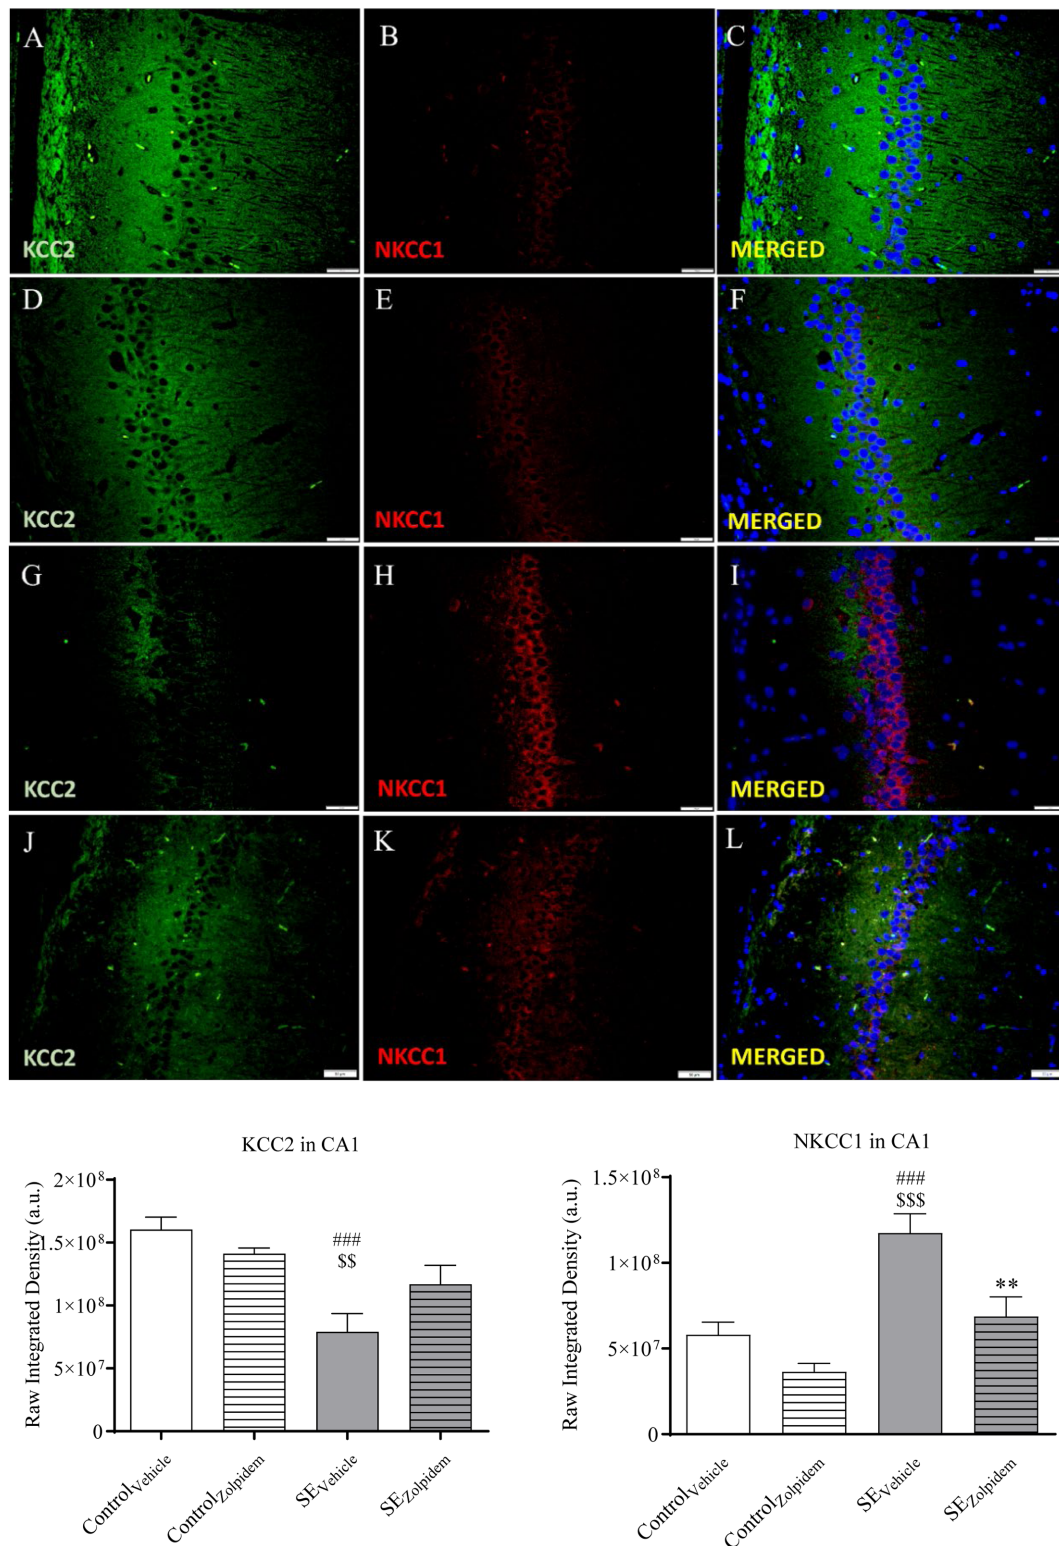 A
B
C
KCC2
NKCC1
MERGED
D
E
F
KCC2
NKCC1
MERGED
G
H
I
KCC2
NKCC1
MERGED
J
K
L
KCC2
NKCC1
MERGED
KCC2 in CA1
Raw Integrated Density (a.u.)
2×10⁸
1.5×10⁸
1×10⁸
5×10⁷
0
###
$$
Control_Vehicle
Control_Zolpidem
SE_Vehicle
SE_Zolpidem
NKCC1 in CA1
Raw Integrated Density (a.u.)
1.5×10⁸
1×10⁸
5×10⁷
0
###
$$$
**
Control_Vehicle
Control_Zolpidem
SE_Vehicle
SE_Zolpidem